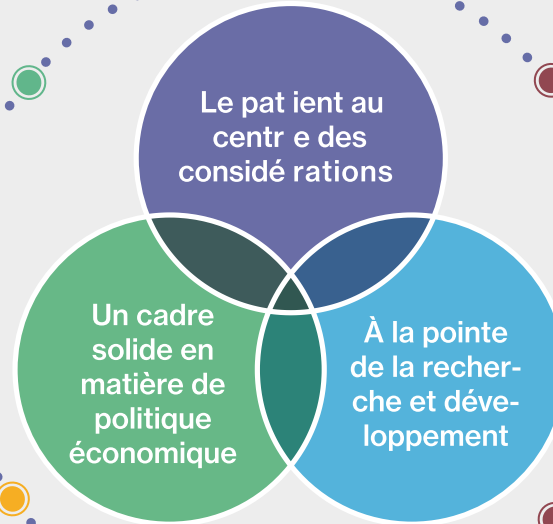 Le pat ient au
centr e des
considé rations
Un cadre
solide en
matière de
politique
économique
À la pointe
de la recher-
che et déve-
loppement